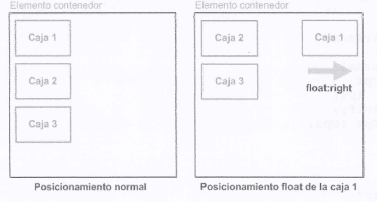 Elemento contenedor
Caja 1
Caja 2
Caja 3
Posicionamiento normal
Elemento contenedor
Caja 2
Caja 1
Caja 3
float:right
Posicionamiento float de la caja 1